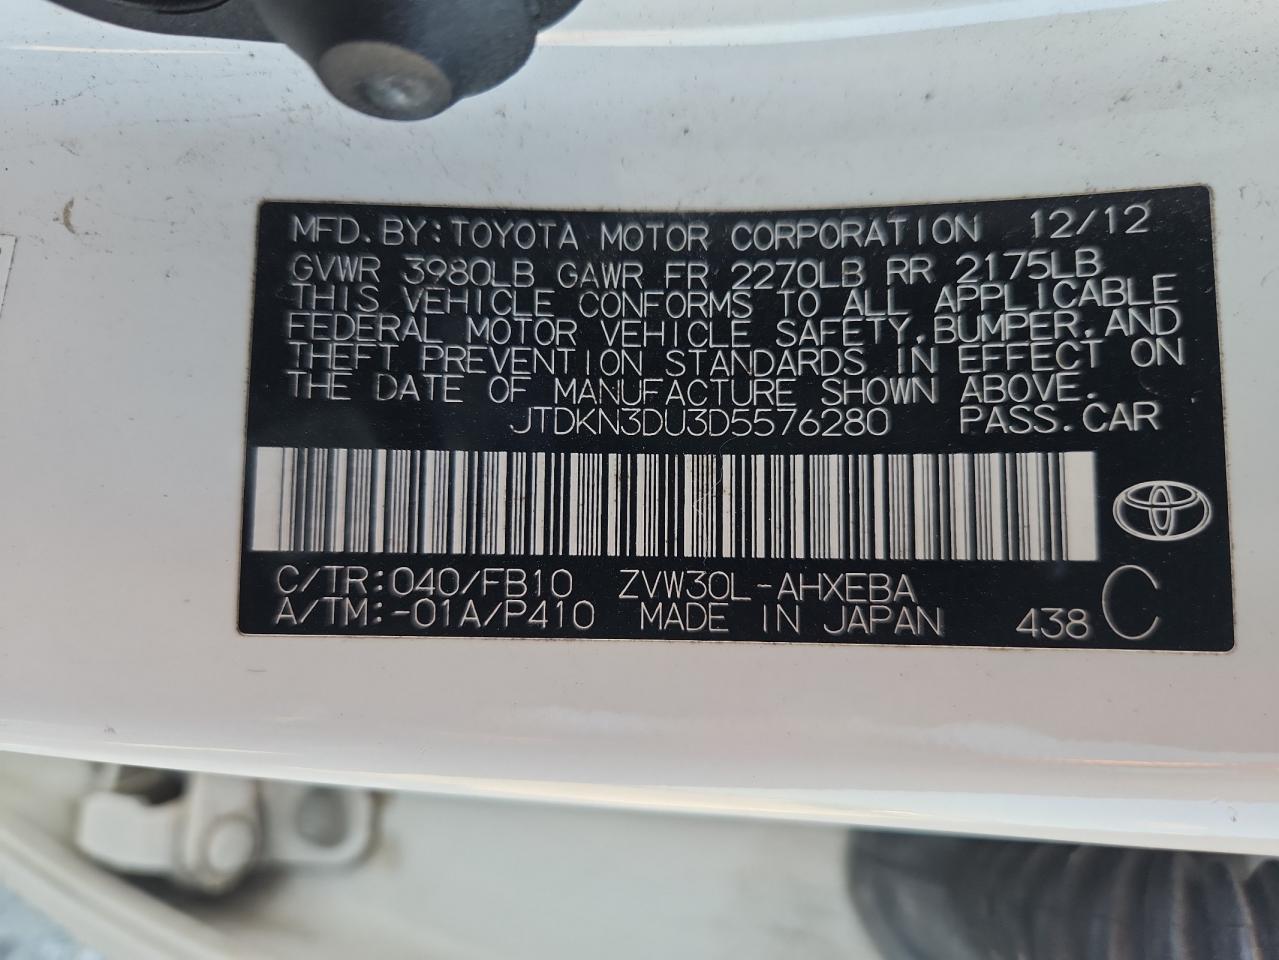 MFD. BY: TOYOTA MOTOR CORPORATION 12/12
GVWR 3980LB GAWR FR 2270LB RR 2175LB
THIS VEHICLE CONFORMS TO ALL APPLICABLE
FEDERAL MOTOR VEHICLE SAFETY, BUMPER, AND
THEFT PREVENTION STANDARDS IN EFFECT ON
THE DATE OF MANUFACTURE SHOWN ABOVE.
JTDKN3DU3D5576280 PASS. CAR
C/TR: 040/FB10 ZVW30L-AHXEBA
A/TM: -01A/P410 MADE IN JAPAN 438 C